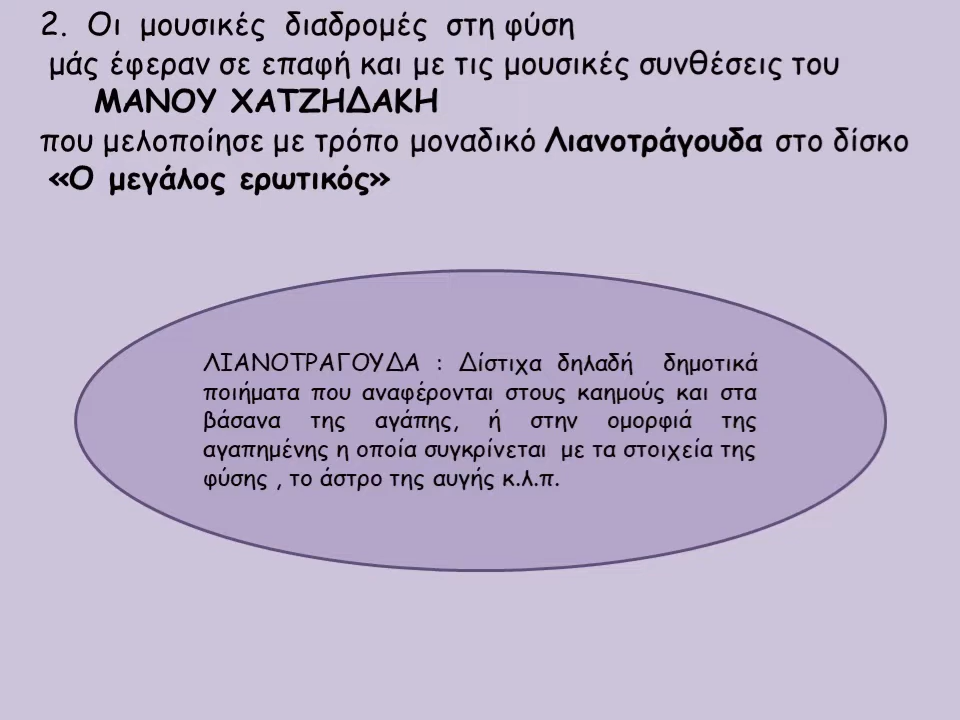 2. Οι μουσικές διαδρομές στη φύση
μάς έφεραν σε επαφή και με τις μουσικές συνθέσεις του
ΜΑΝΟΥ ΧΑΤΖΗΔΑΚΗ
που μελοποίησε με τρόπο μοναδικό Λιανοτράγουδα στο δίσκο
«Ο μεγάλος ερωτικός»
ΛΙΑΝΟΤΡΑΓΟΥΔΑ : Δίστιχα δηλαδή δημοτικά
ποιήματα που αναφέρονται στους καημούς και στα
βάσανα της αγάπης, ή στην ομορφιά της
αγαπημένης η οποία συγκρίνεται με τα στοιχεία της
φύσης , το άστρο της αυγής κ.λ.π.